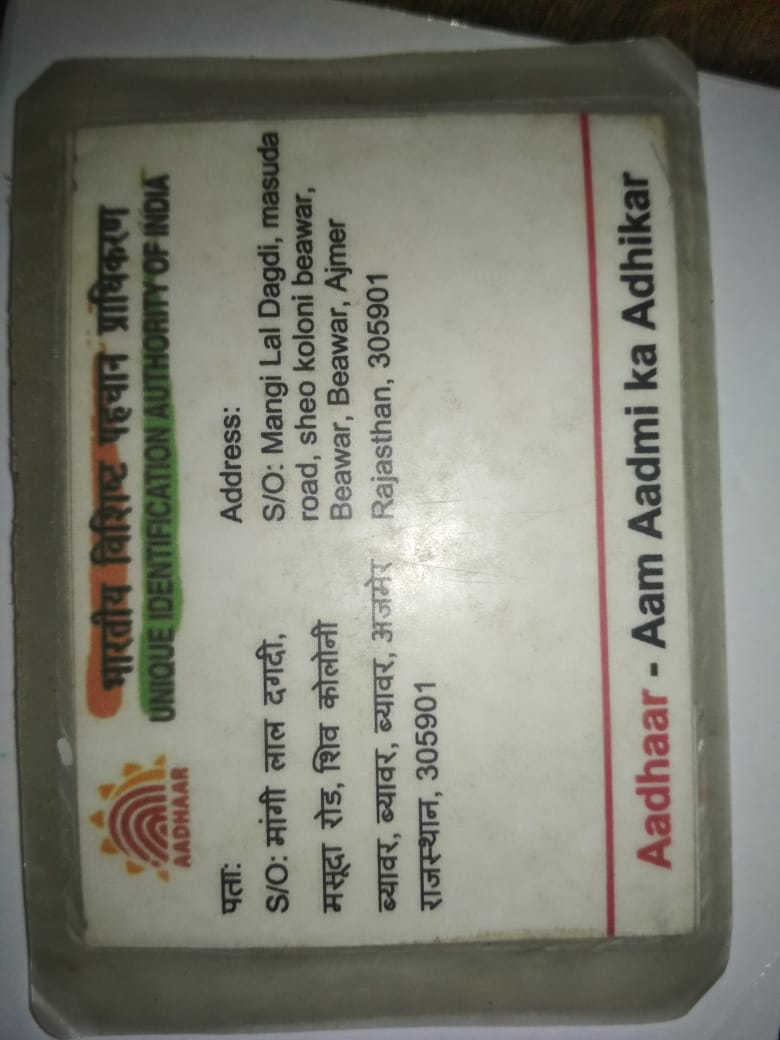 भारतीय विशिष्ट पहचान प्राधिकरण
UNIQUE IDENTIFICATION AUTHORITY OF INDIA
AADHAAR
पता:
S/O: मांगी लाल दगदी,
मसूदा रोड, शिव कोलोनी
ब्यावर, ब्यावर, ब्यावर, अजमेर
राजस्थान, 305901
Address:
S/O: Mangi Lal Dagdi, masuda
road, sheo koloni beawar,
Beawar, Beawar, Ajmer
Rajasthan, 305901
Aadhaar - Aam Aadmi ka Adhikar